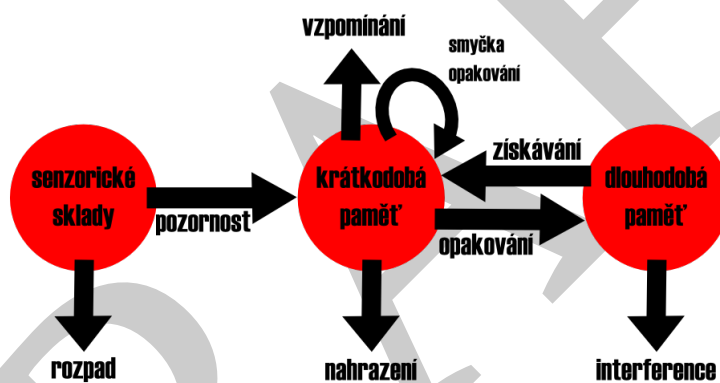 vzpomínání
smyčka
opakování
senzorické
sklady
pozornost
krátkodobá
paměť
získávání
opakování
dlouhodobá
paměť
rozpad
nahrazení
interference